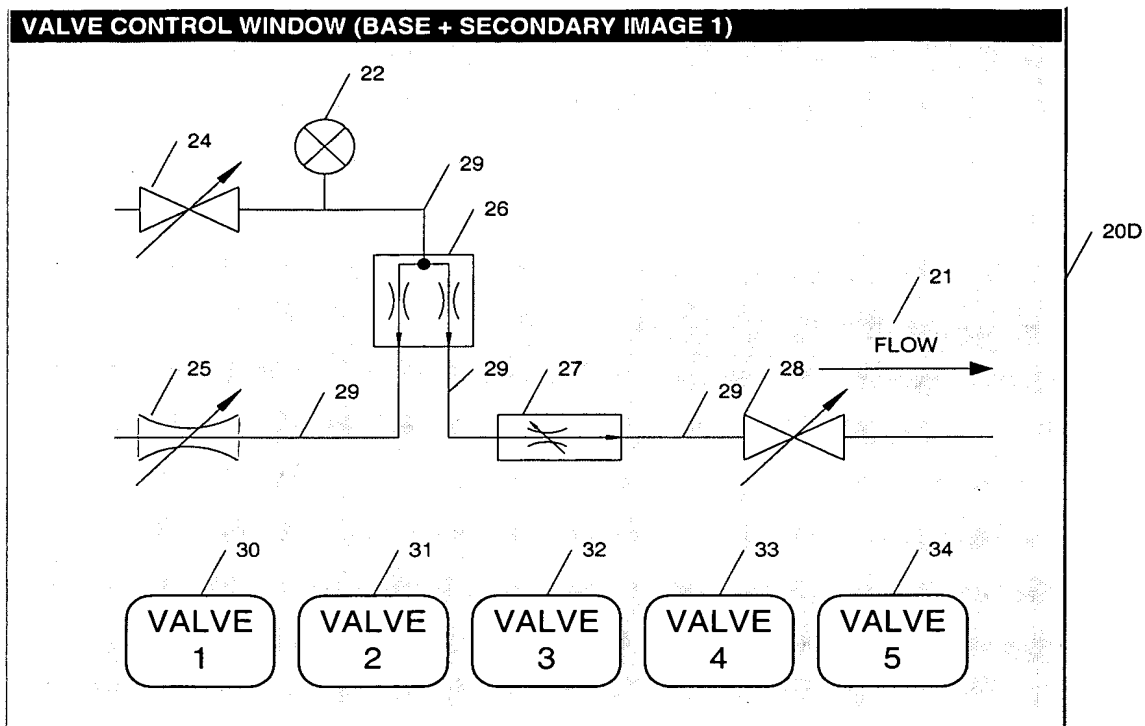 VALVE CONTROL WINDOW (BASE + SECONDARY IMAGE 1)
22
24
29
26
20D
21
FLOW
25
29
29
27
29
28
30
31
32
33
34
VALVE 1
VALVE 2
VALVE 3
VALVE 4
VALVE 5